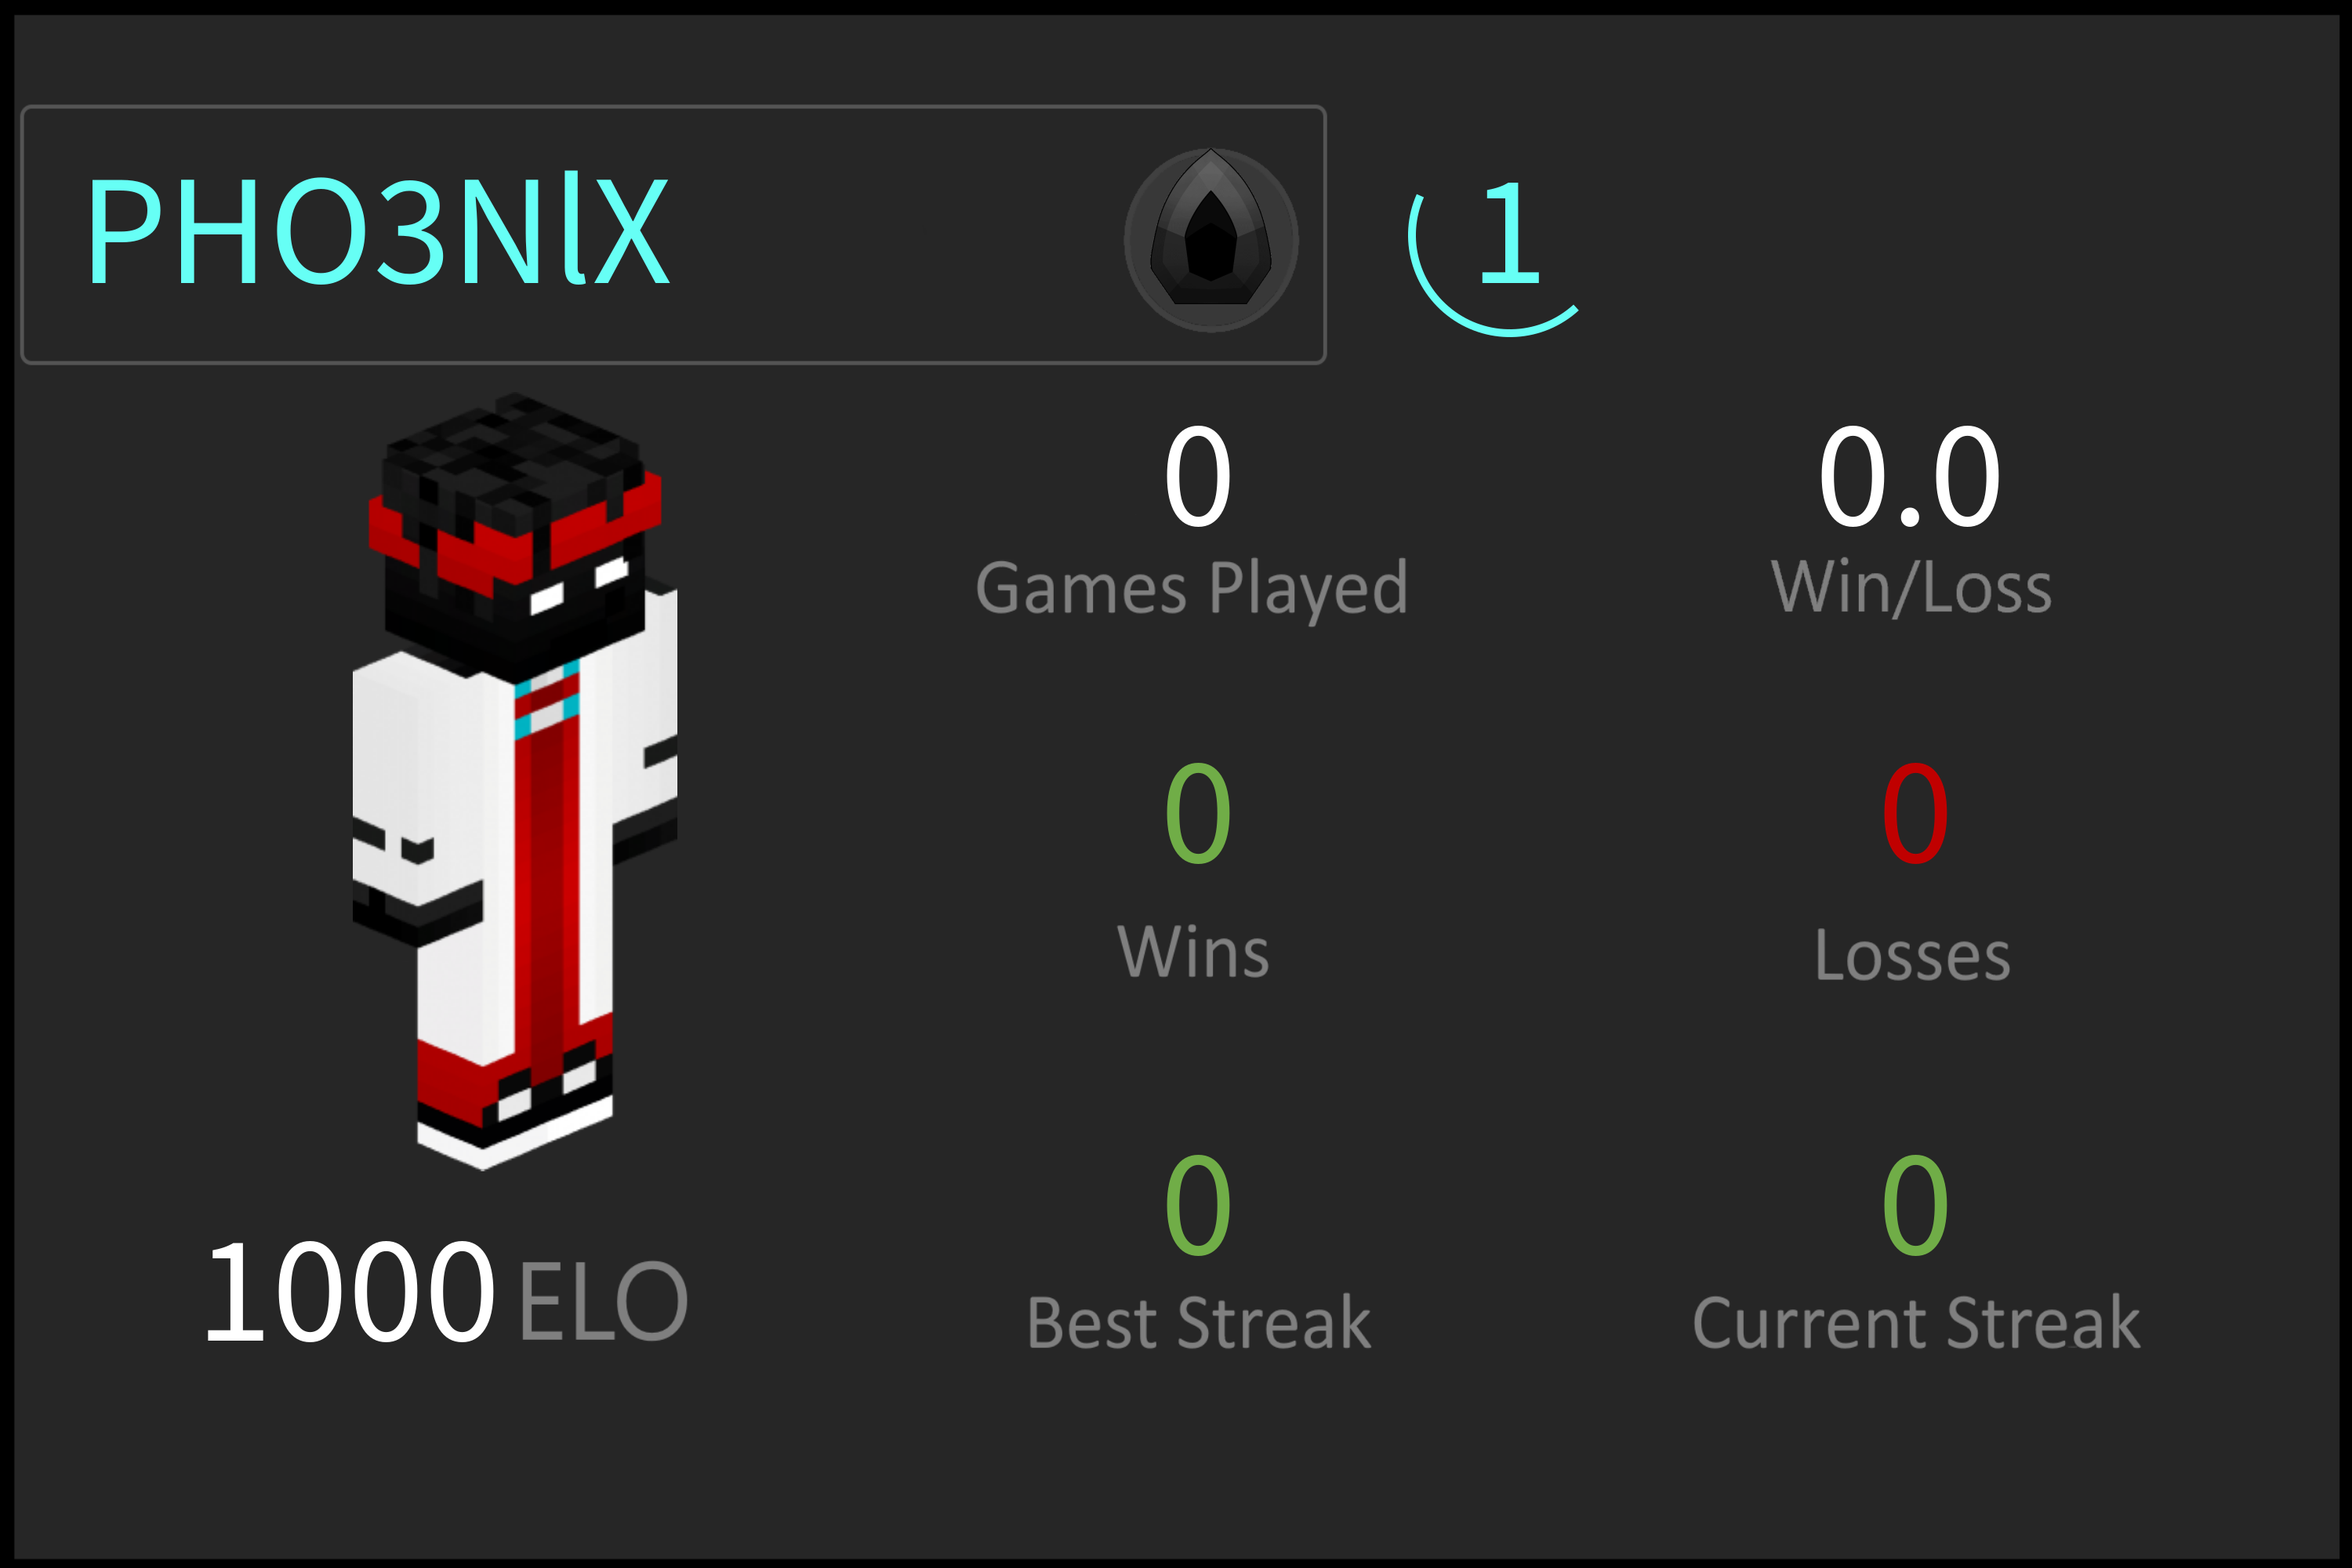 PHO3NlX
1
0
0.0
Games Played
Win/Loss
0
0
Wins
Losses
0
0
1000 ELO
Best Streak
Current Streak